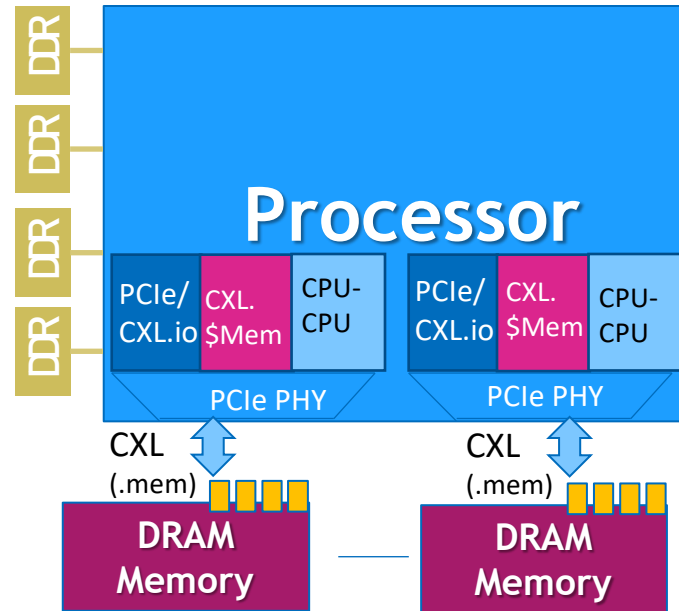 DDR
DDR
DDR
DDR
Processor
PCIe/
CXL.io
CXL.
$Mem
CPU-
CPU
PCIe PHY
PCIe/
CXL.io
CXL.
$Mem
CPU-
CPU
PCIe PHY
CXL
(.mem)
CXL
(.mem)
DRAM
Memory
DRAM
Memory